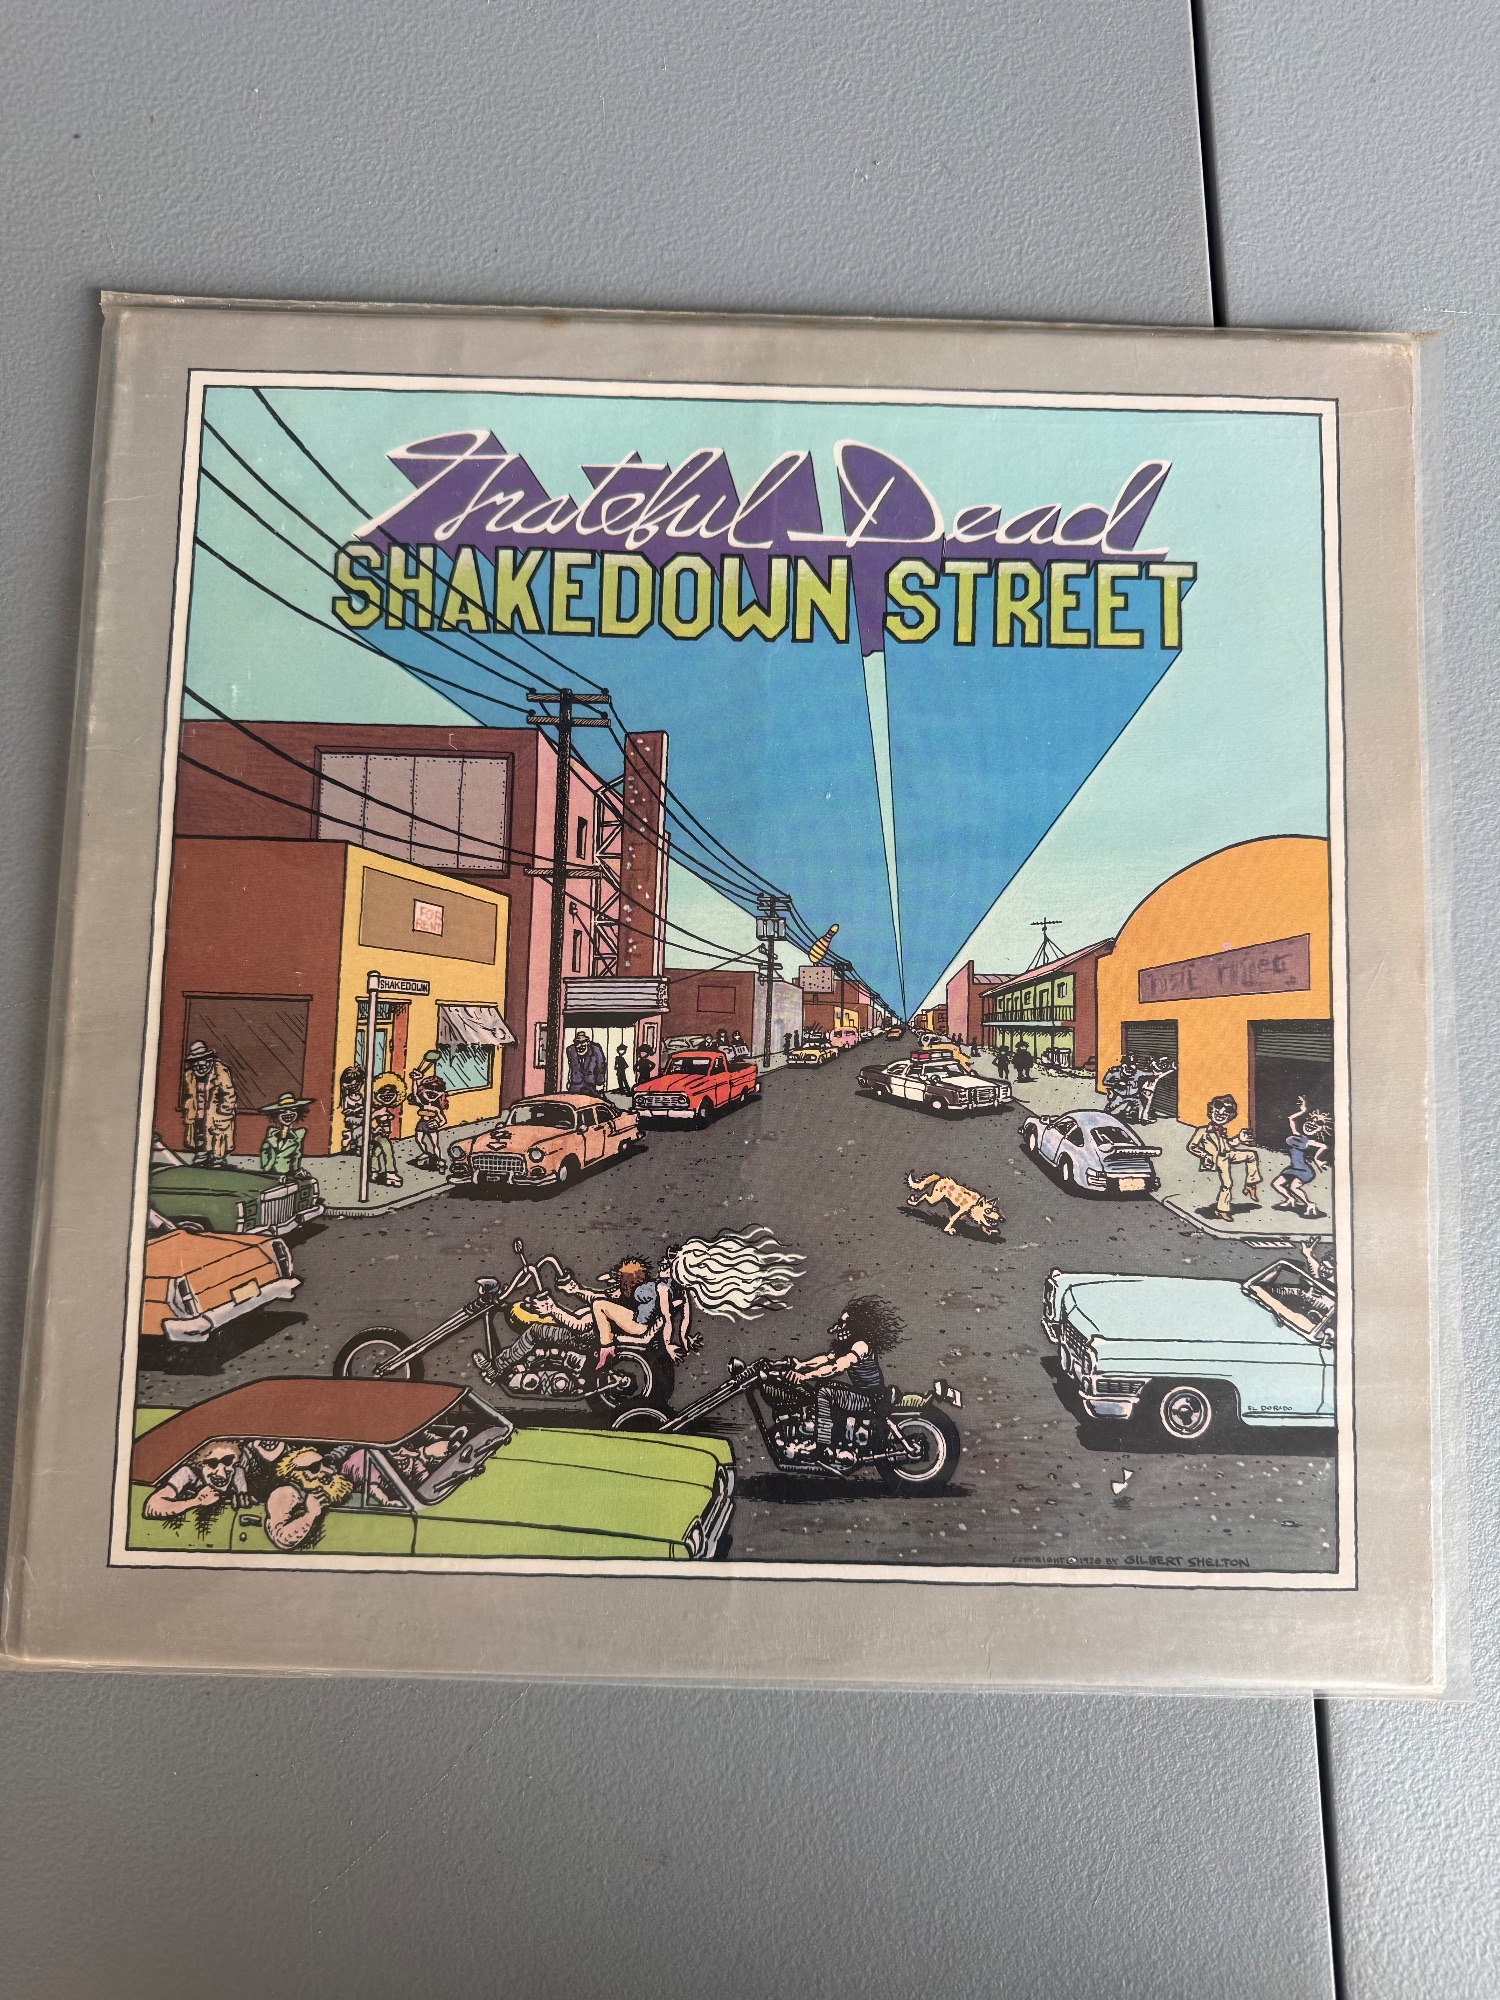 Grateful Dead
SHAKEDOWN STREET
FOR
RENT
SHAKEDOWN
EL DORADO
COPYRIGHT © 1978 BY GILBERT SHELTON